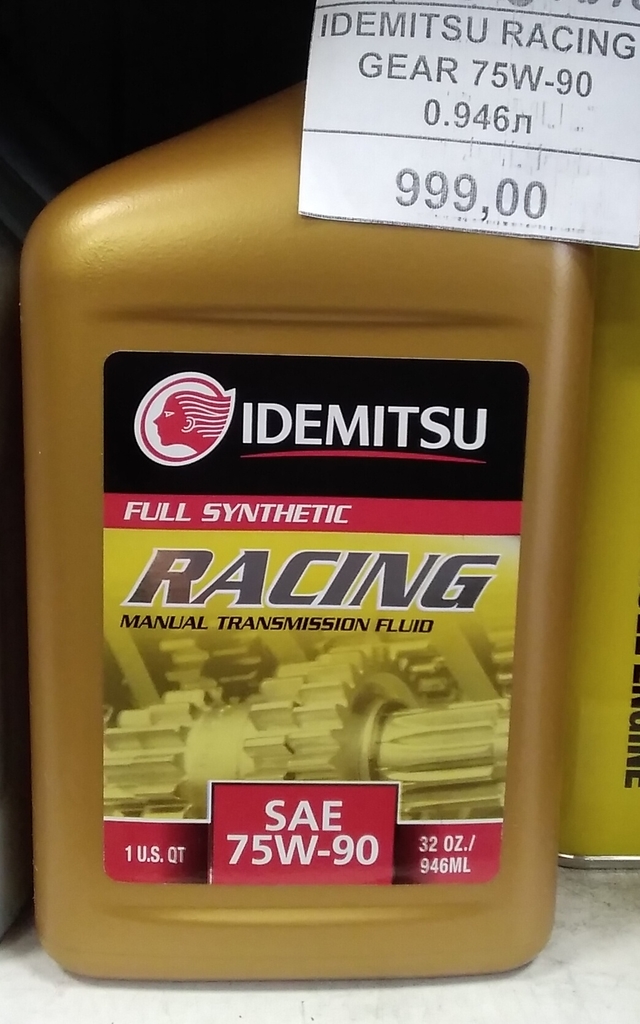 IDEMITSU RACING
GEAR 75W-90
0.946л
999,00
IDEMITSU
FULL SYNTHETIC
RACING
MANUAL TRANSMISSION FLUID
SAE
75W-90
1 U.S. QT
32 OZ./
946ML
ENGINE